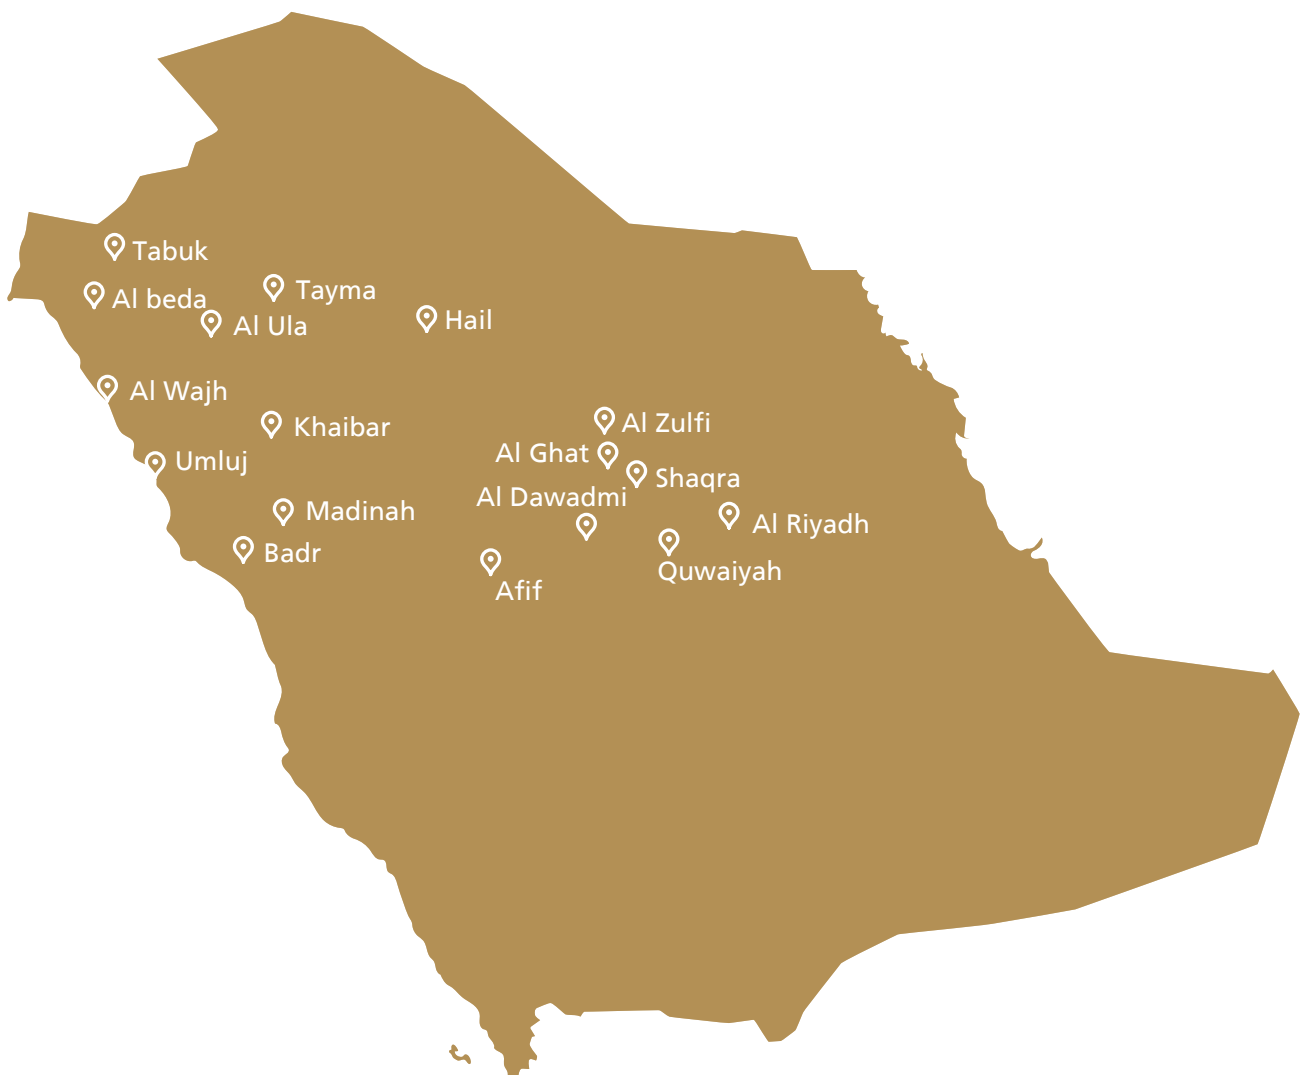 Tabuk
Al beda
Tayma
Al Ula
Hail
Al Wajh
Khaibar
Al Zulfi
Al Ghat
Umluj
Shaqra
Al Dawadmi
Madinah
Al Riyadh
Badr
Quwaiyah
Afif